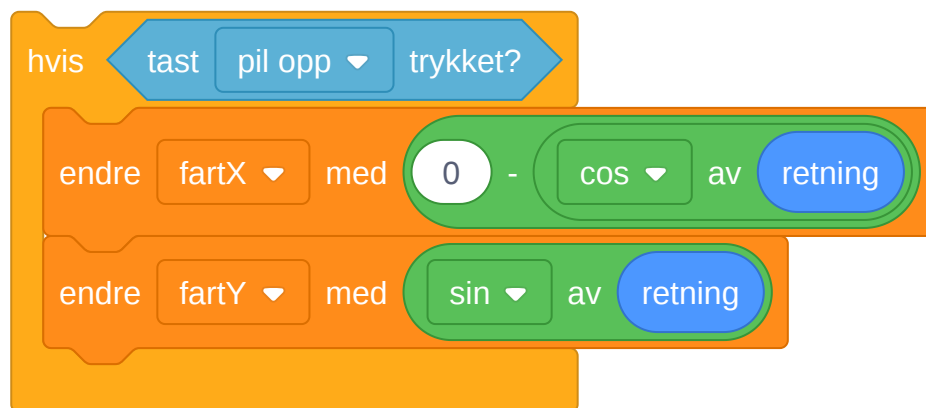 hvis tast pil opp trykket?
endre fartX med 0 - cos av retning
endre fartY med sin av retning